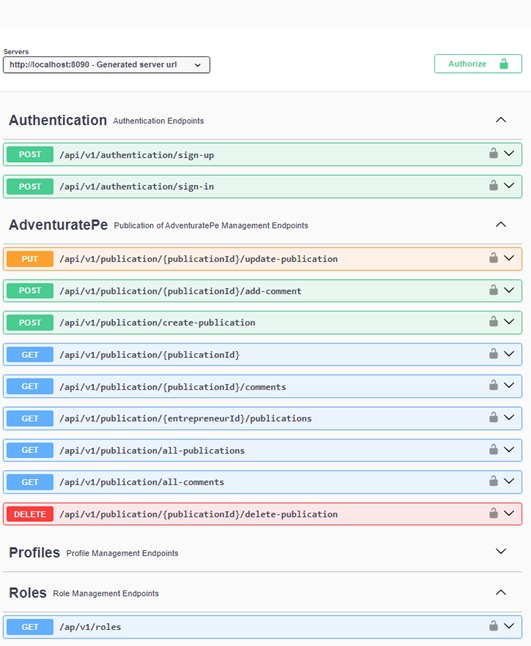 Servers
http://localhost:8090 - Generated server url
Authorize
Authentication Authentication Endpoints
POST /api/v1/authentication/sign-up
POST /api/v1/authentication/sign-in
AdventuratePe Publication of AdventuratePe Management Endpoints
PUT /api/v1/publication/{publicationId}/update-publication
POST /api/v1/publication/{publicationId}/add-comment
POST /api/v1/publication/create-publication
GET /api/v1/publication/{publicationId}
GET /api/v1/publication/{publicationId}/comments
GET /api/v1/publication/{entrepreneurId}/publications
GET /api/v1/publication/all-publications
GET /api/v1/publication/all-comments
DELETE /api/v1/publication/{publicationId}/delete-publication
Profiles Profile Management Endpoints
Roles Role Management Endpoints
GET /ap/v1/roles